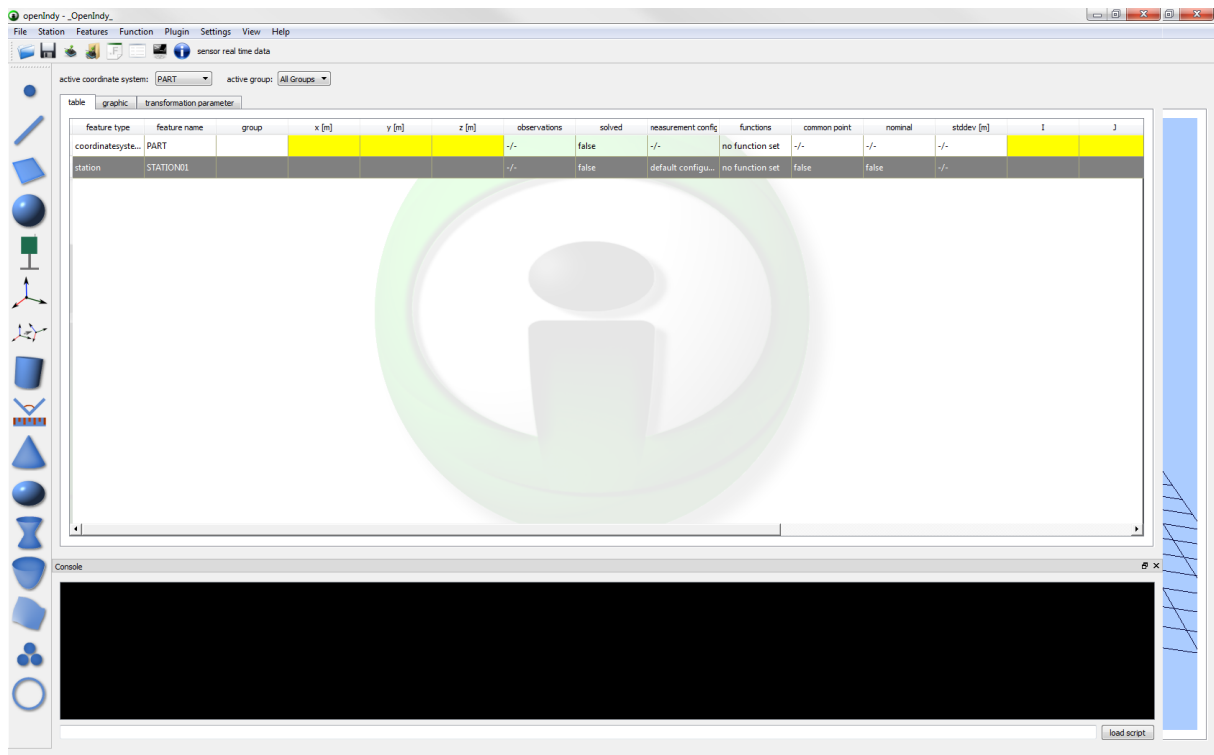 openIndy - _OpenIndy_
File Station Features Function Plugin Settings View Help
F
sensor real time data
active coordinate system: PART active group: All Groups
table graphic transformation parameter
feature type feature name group x [m] y [m] z [m] observations solved neasurement config functions common point nominal stddev [m] I J
coordinatesyste... PART -/- false -/- no function set -/- -/- -/-
station STATION01 -/- false default configu... no function set false false -/-
Console
load script